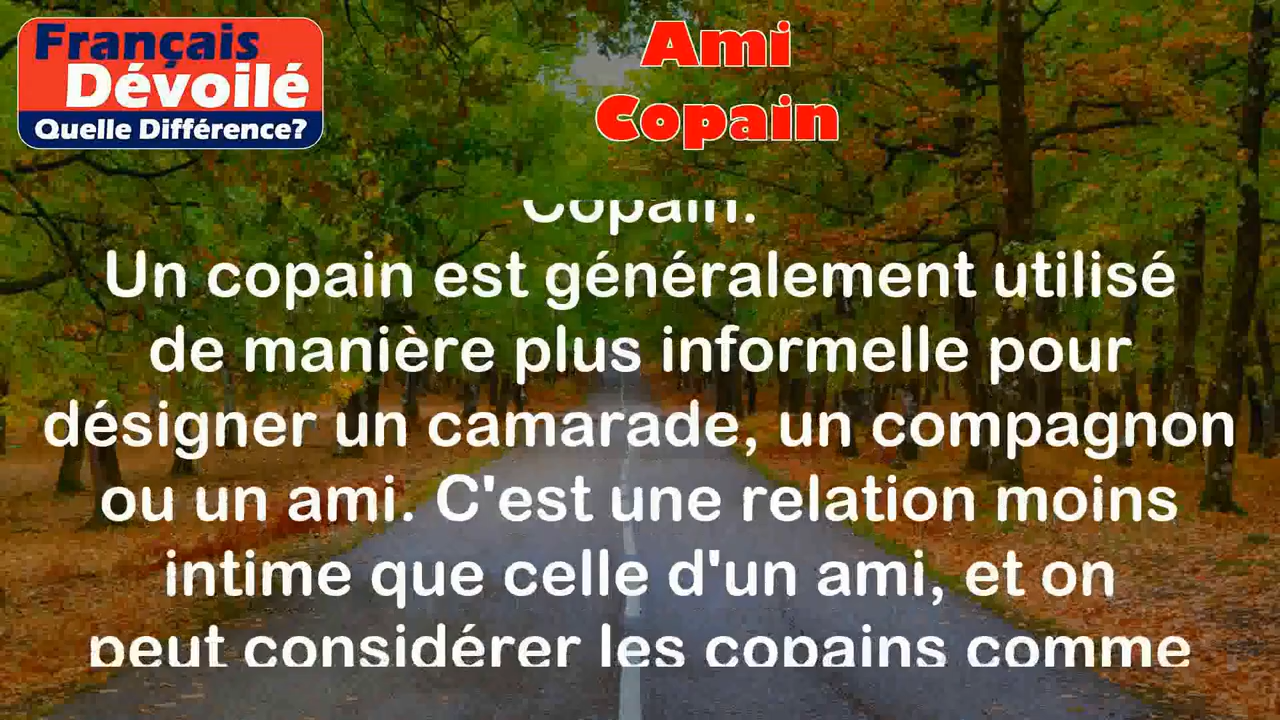 Français
Dévoilé
Quelle Différence?
Ami
Copain
Copain.
Un copain est généralement utilisé
de manière plus informelle pour
désigner un camarade, un compagnon
ou un ami. C'est une relation moins
intime que celle d'un ami, et on
peut considérer les copains comme